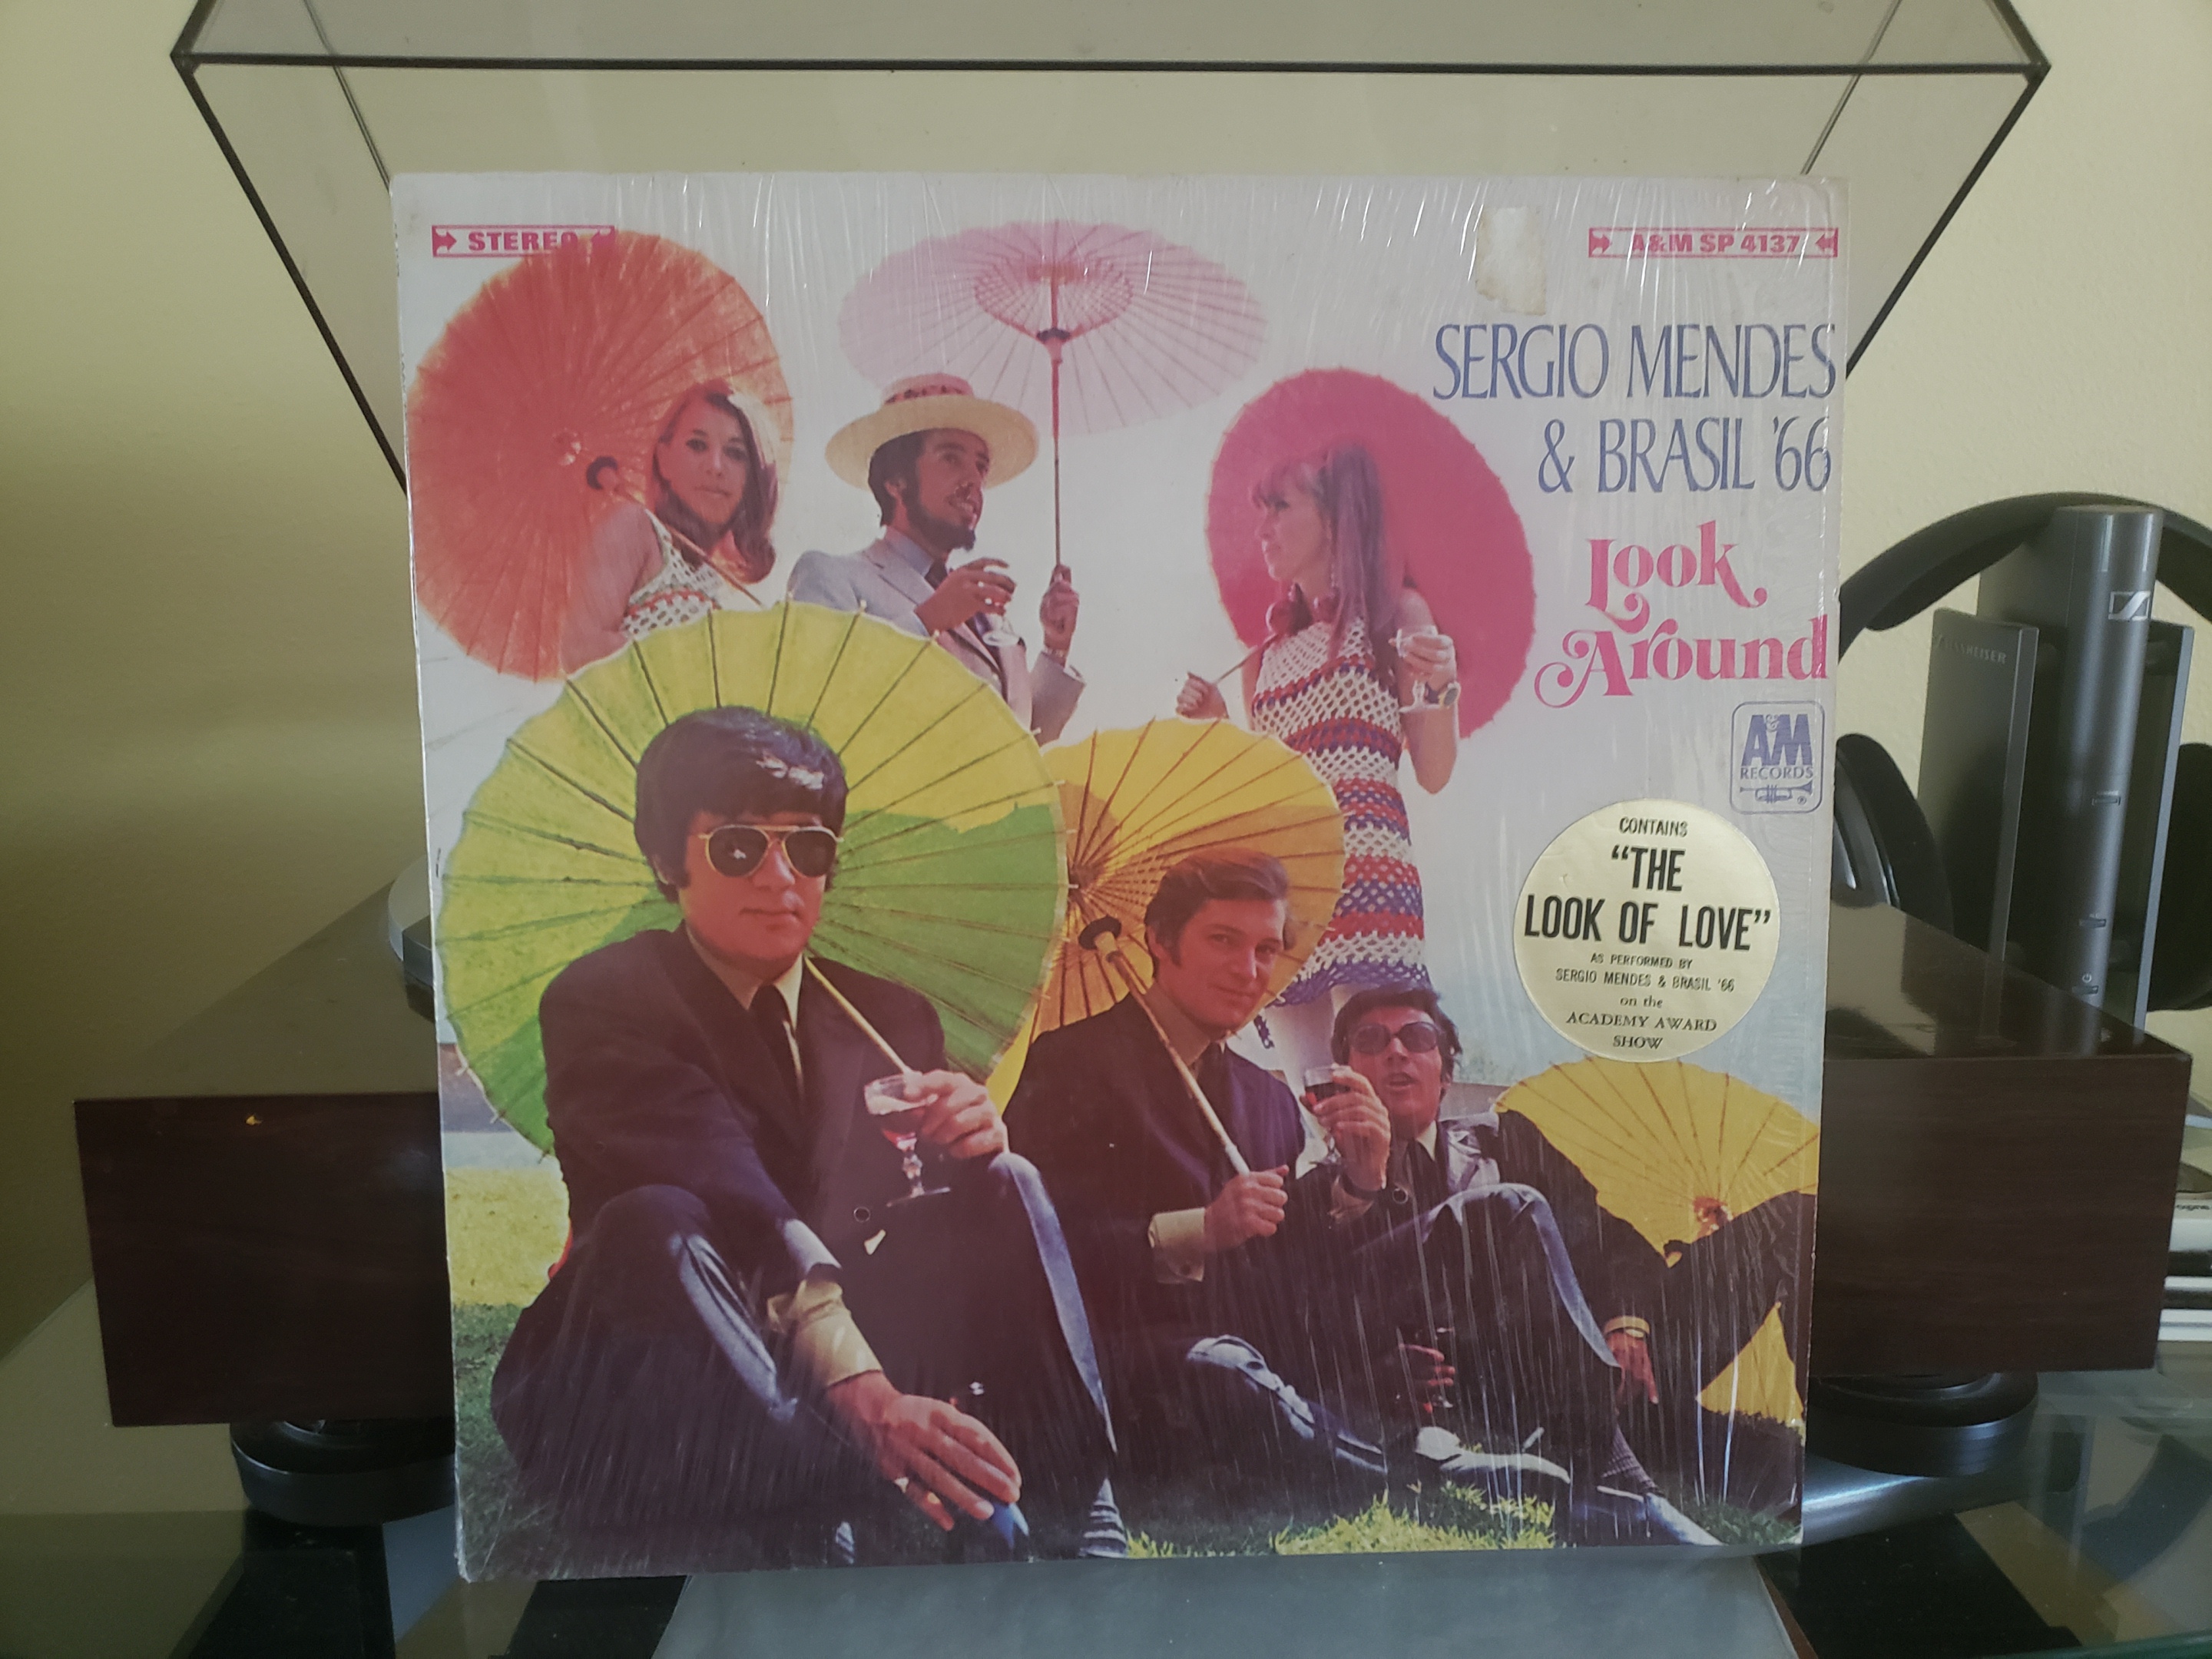 STEREO
A&M SP 4137
SERGIO MENDES
& BRASIL '66
Look
Around
A&M
RECORDS
®
CONTAINS
"THE
LOOK OF LOVE"
AS PERFORMED BY
SERGIO MENDES & BRASIL '66
on the
ACADEMY AWARD
SHOW
SENNHEISER